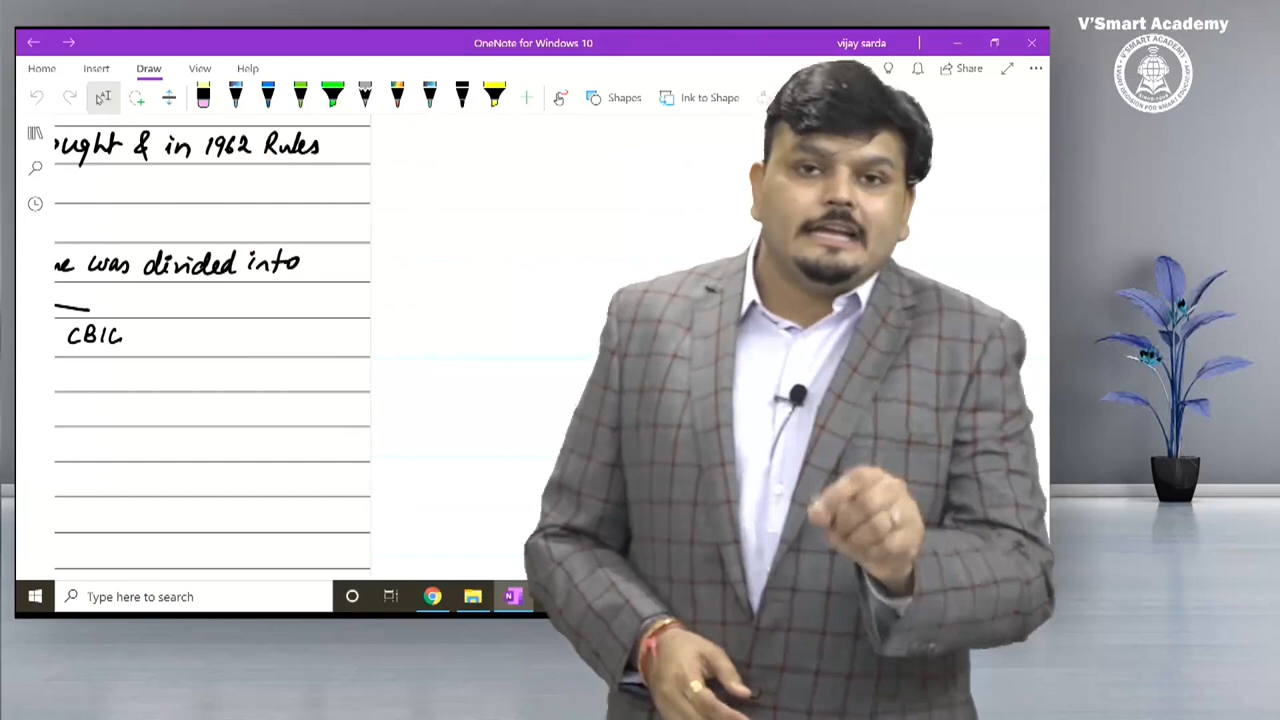 V'Smart Academy
OneNote for Windows 10
vijay sarda
Home Insert Draw View Help
Share
Shapes
Ink to Shape
ought & in 1962 Rules
was divided into
CBIC
Type here to search